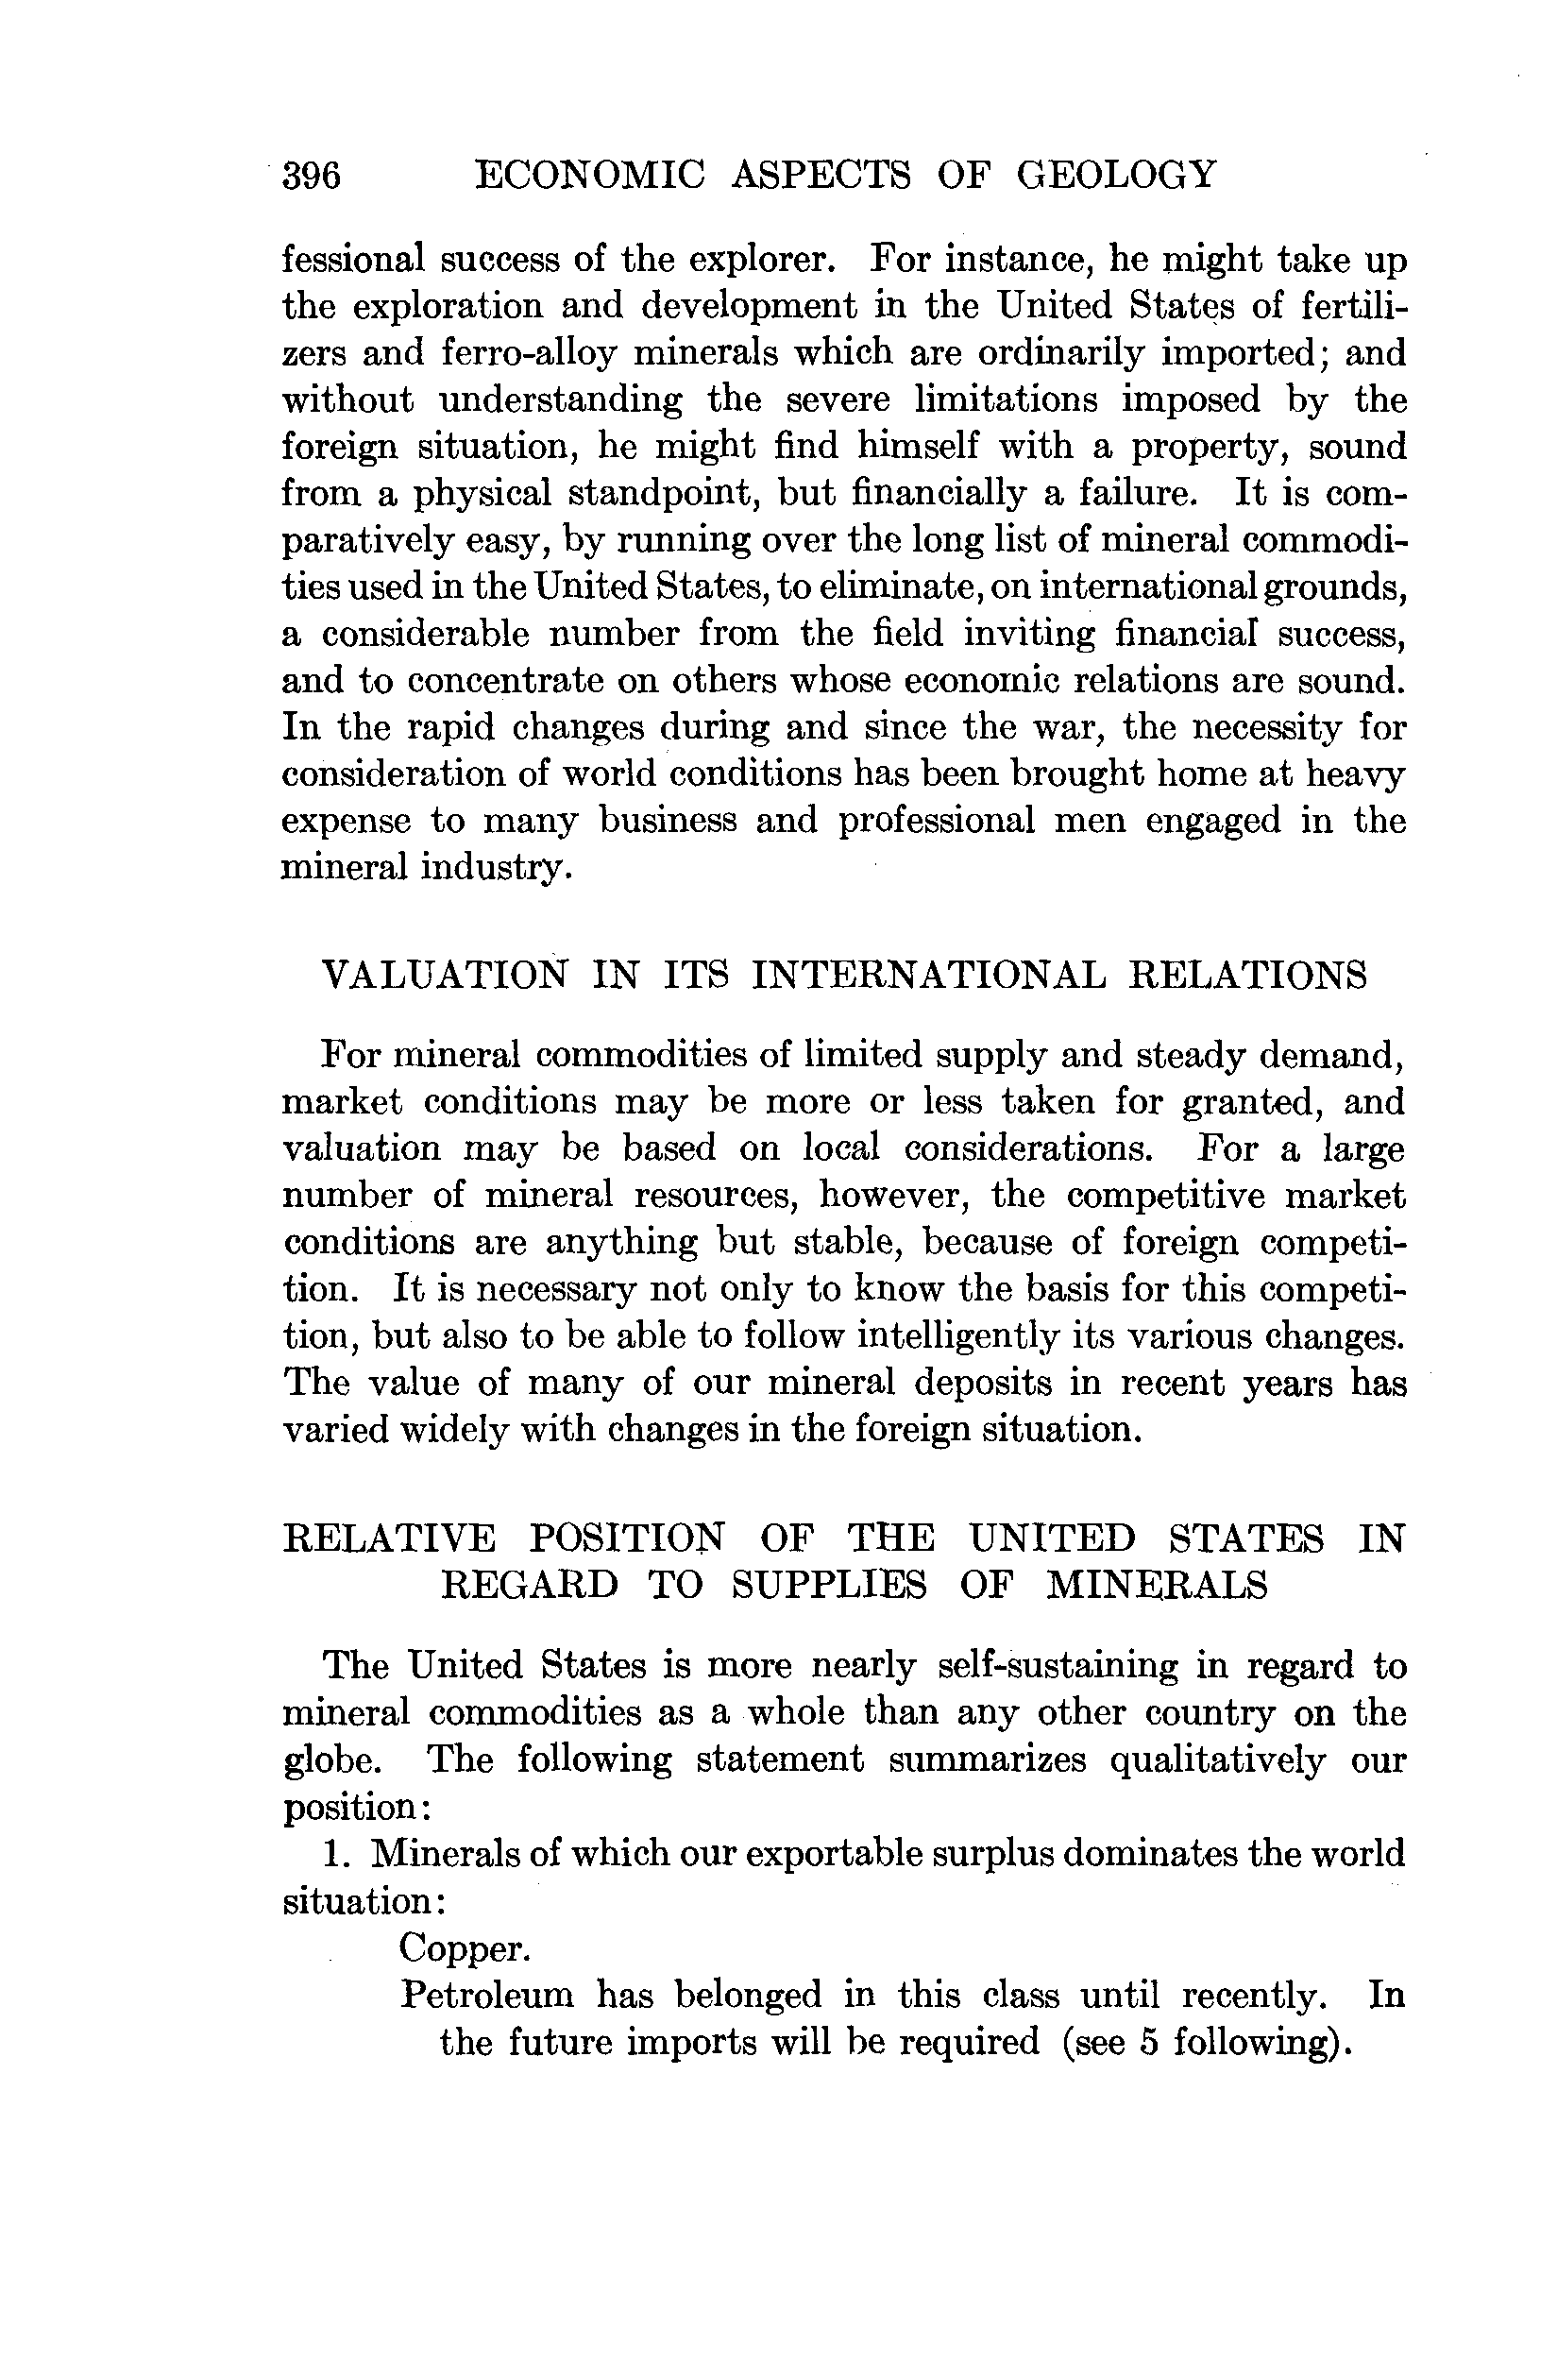 396 ECONOMIC ASPECTS OF GEOLOGY
fessional success of the explorer. For instance, he might take up
the exploration and development in the United States of fertili-
zers and ferro-alloy minerals which are ordinarily imported; and
without understanding the severe limitations imposed by the
foreign situation, he might find himself with a property, sound
from a physical standpoint, but financially a failure. It is com-
paratively easy, by running over the long list of mineral commodi-
ties used in the United States, to eliminate, on international grounds,
a considerable number from the field inviting financial success,
and to concentrate on others whose economic relations are sound.
In the rapid changes during and since the war, the necessity for
consideration of world conditions has been brought home at heavy
expense to many business and professional men engaged in the
mineral industry.
VALUATION IN ITS INTERNATIONAL RELATIONS
For mineral commodities of limited supply and steady demand,
market conditions may be more or less taken for granted, and
valuation may be based on local considerations. For a large
number of mineral resources, however, the competitive market
conditions are anything but stable, because of foreign competi-
tion. It is necessary not only to know the basis for this competi-
tion, but also to be able to follow intelligently its various changes.
The value of many of our mineral deposits in recent years has
varied widely with changes in the foreign situation.
RELATIVE POSITION OF THE UNITED STATES IN
REGARD TO SUPPLIES OF MINERALS
The United States is more nearly self-sustaining in regard to
mineral commodities as a whole than any other country on the
globe. The following statement summarizes qualitatively our
position:
1. Minerals of which our exportable surplus dominates the world
situation:
Copper.
Petroleum has belonged in this class until recently. In
the future imports will be required (see 5 following).